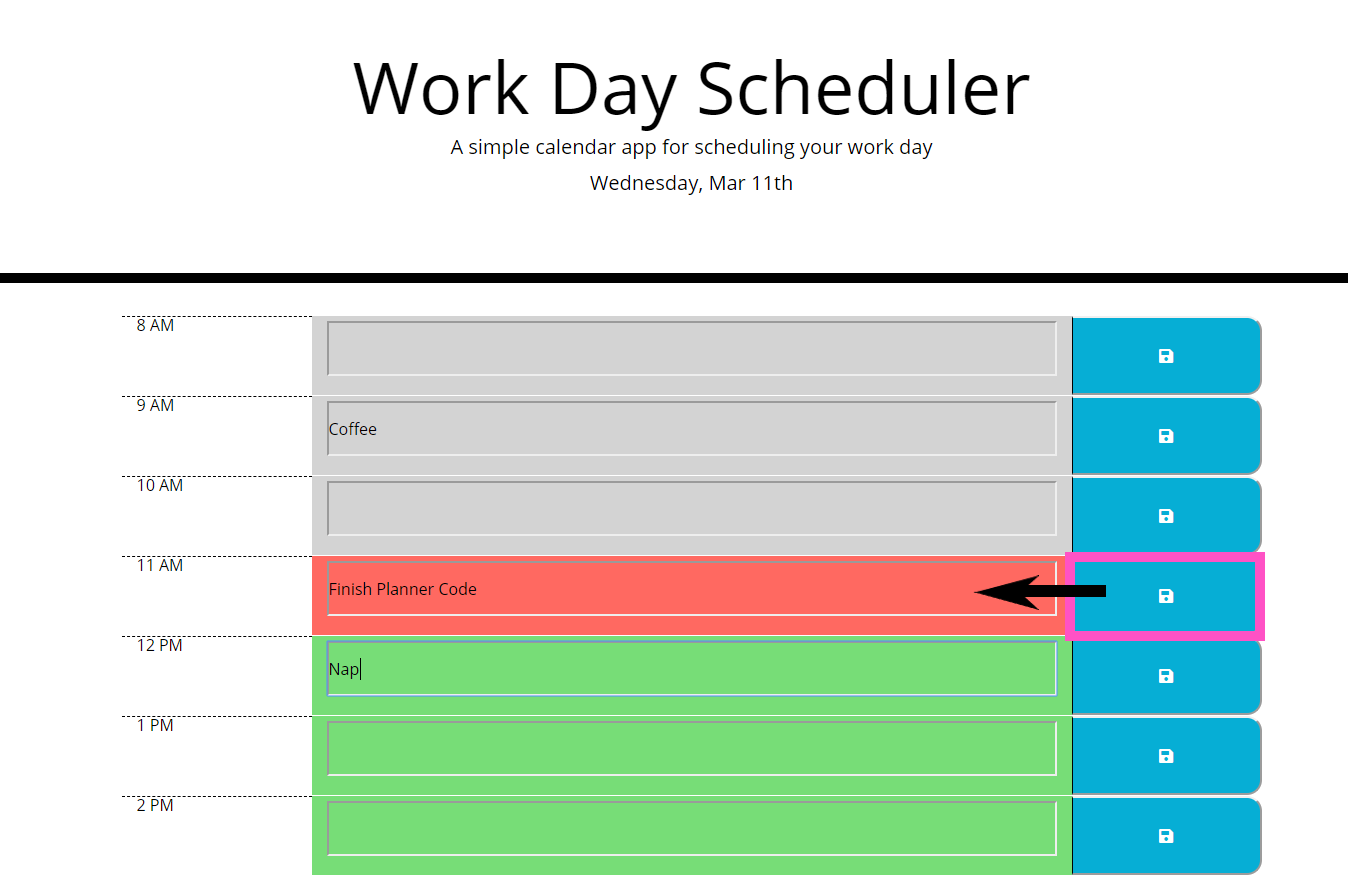 Work Day Scheduler
A simple calendar app for scheduling your work day
Wednesday, Mar 11th
8 AM
9 AM
Coffee
10 AM
11 AM
Finish Planner Code
12 PM
Nap
1 PM
2 PM